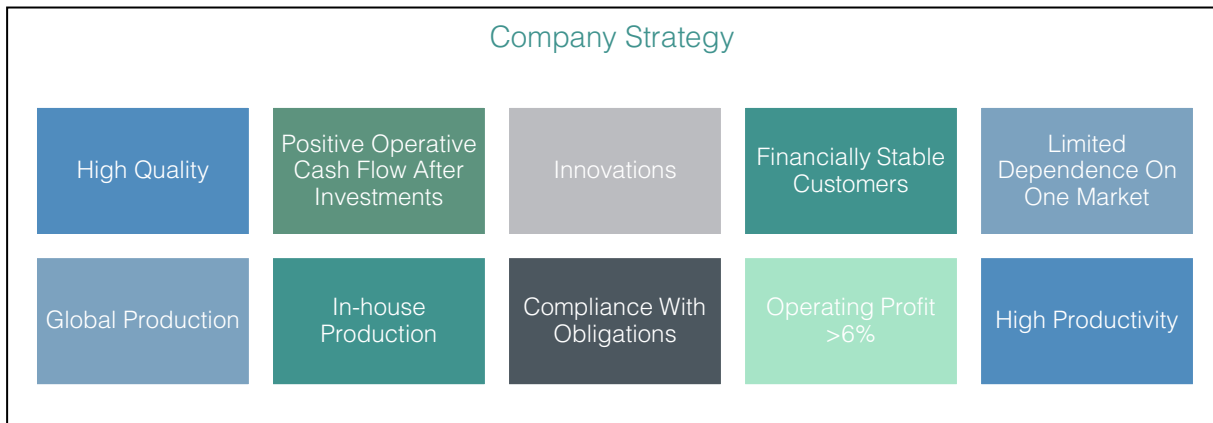 Company Strategy
High Quality
Positive Operative
Cash Flow After
Investments
Innovations
Financially Stable
Customers
Limited
Dependence On
One Market
Global Production
In-house
Production
Compliance With
Obligations
Operating Profit
>6%
High Productivity